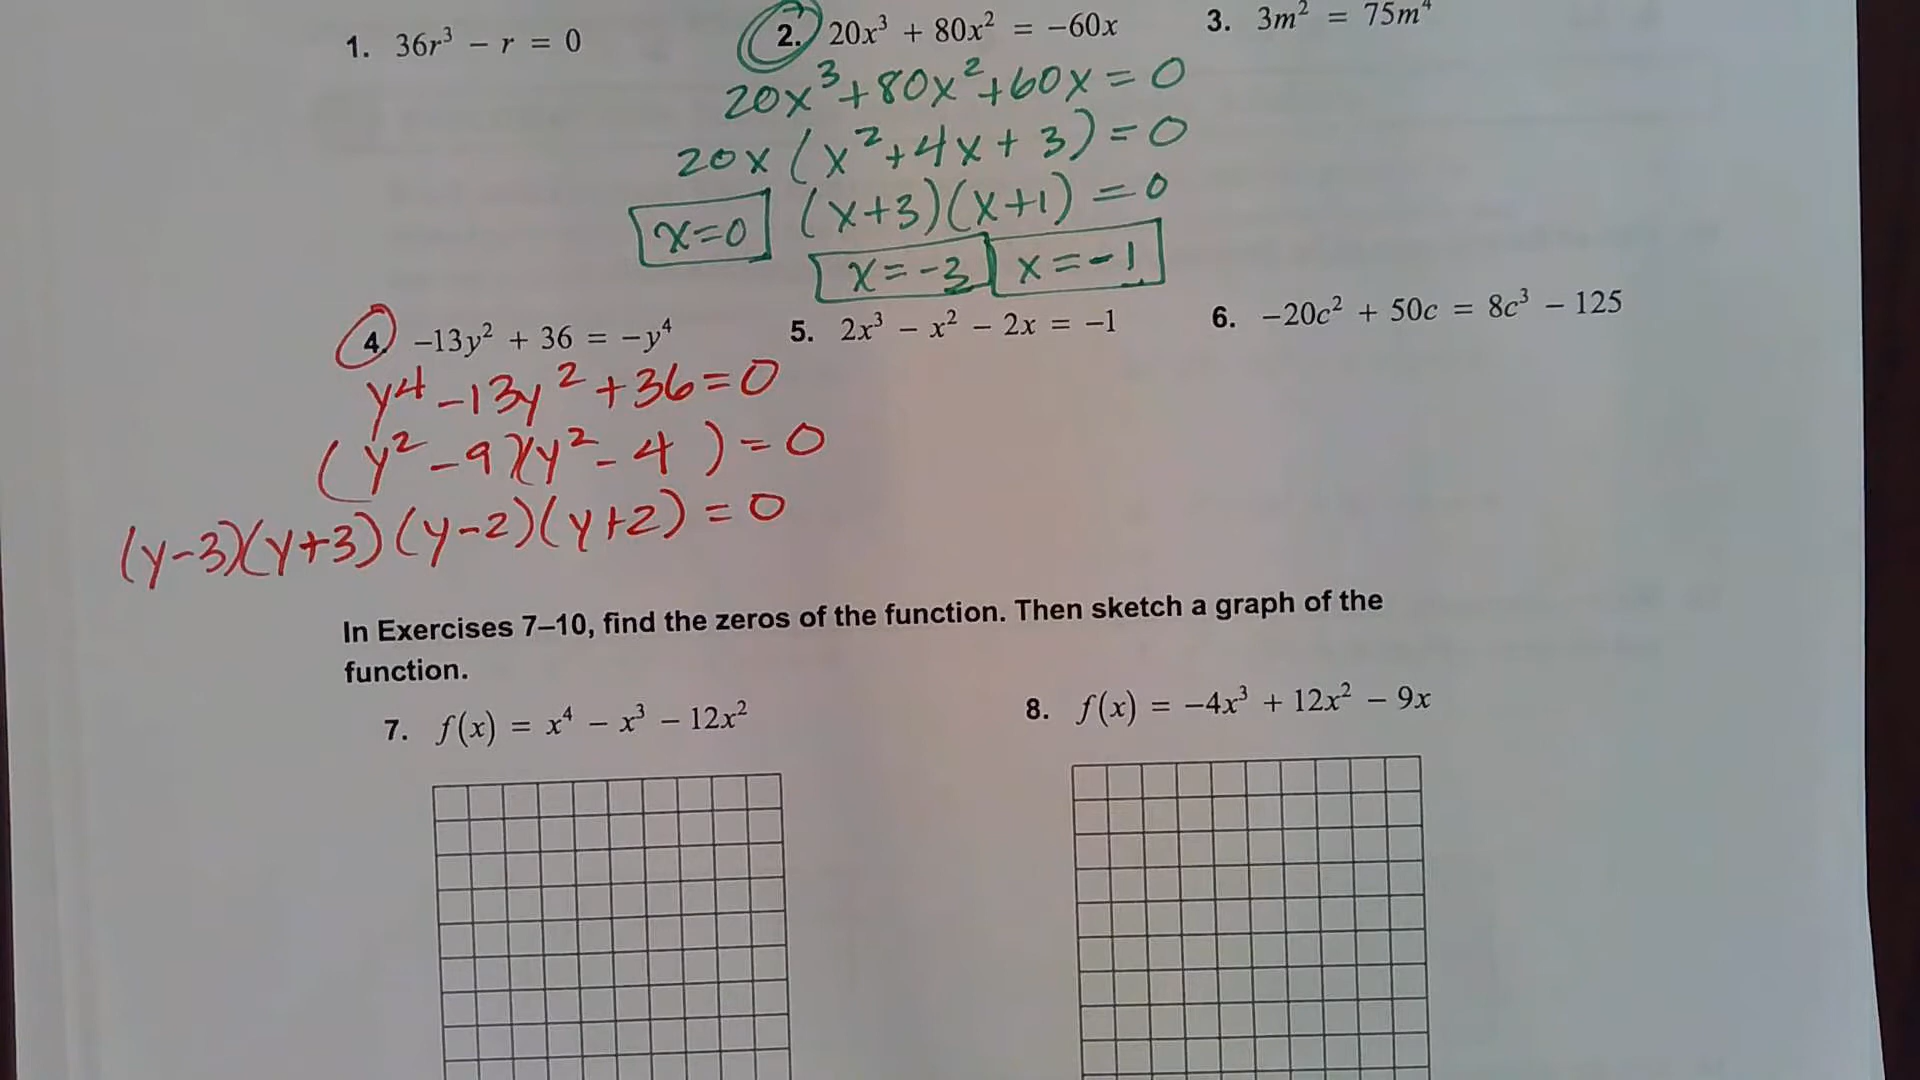 1. 36r³ − r = 0
2. 20x³ + 80x² = −60x
3. 3m² = 75m⁴
20x³+80x²+60x=0
20x(x²+4x+3)=0
x=0 (x+3)(x+1)=0
x=-3 x=-1
4. −13y² + 36 = −y⁴
5. 2x³ − x² − 2x = −1
6. −20c² + 50c = 8c³ − 125
y⁴-13y²+36=0
(y²-9)(y²-4)=0
(y-3)(y+3)(y-2)(y+2)=0
In Exercises 7–10, find the zeros of the function. Then sketch a graph of the
function.
7. f(x) = x⁴ − x³ − 12x²
8. f(x) = −4x³ + 12x² − 9x